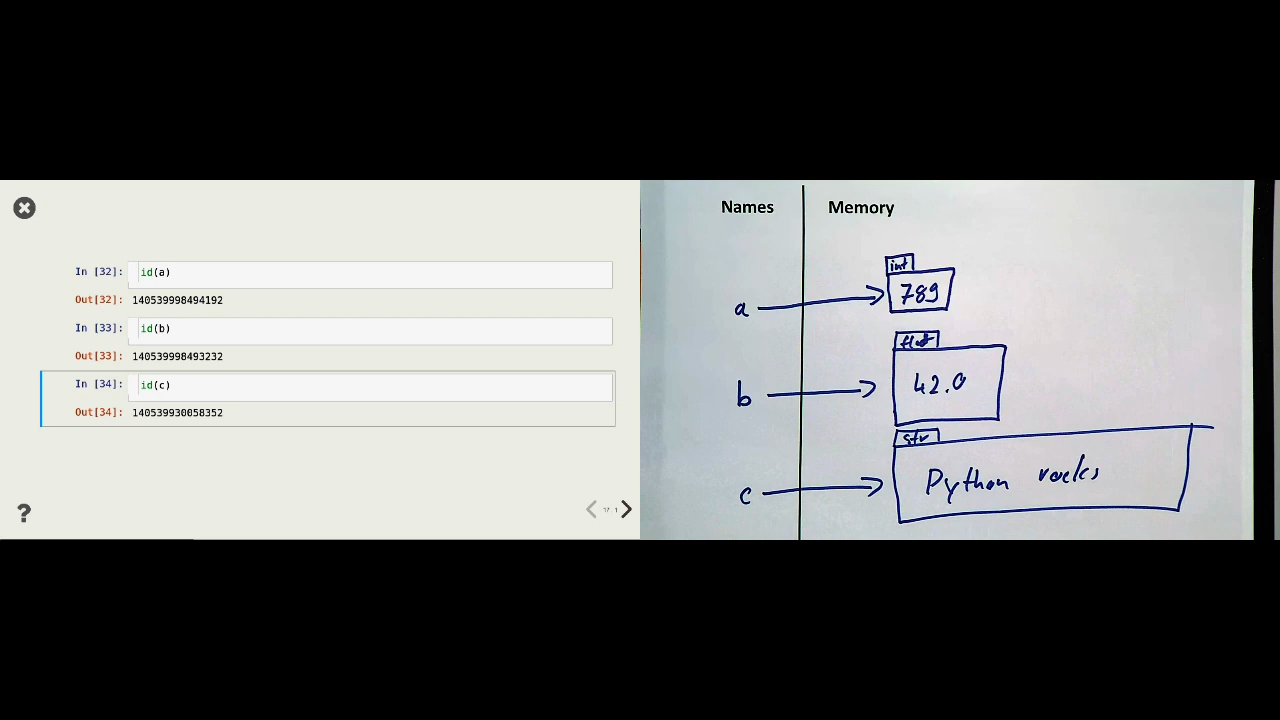 In [32]: id(a)
Out[32]: 140539998494192
In [33]: id(b)
Out[33]: 140539998493232
In [34]: id(c)
Out[34]: 140539930058352
?
Names Memory
int
a 789
float
b 42.0
str
c Python rocks